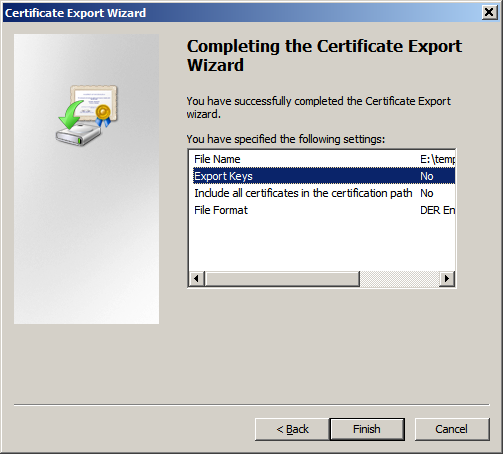 Certificate Export Wizard
Completing the Certificate Export
Wizard
You have successfully completed the Certificate Export
wizard.
You have specified the following settings:
File Name E:\temp
Export Keys No
Include all certificates in the certification path No
File Format DER En
< Back Finish Cancel